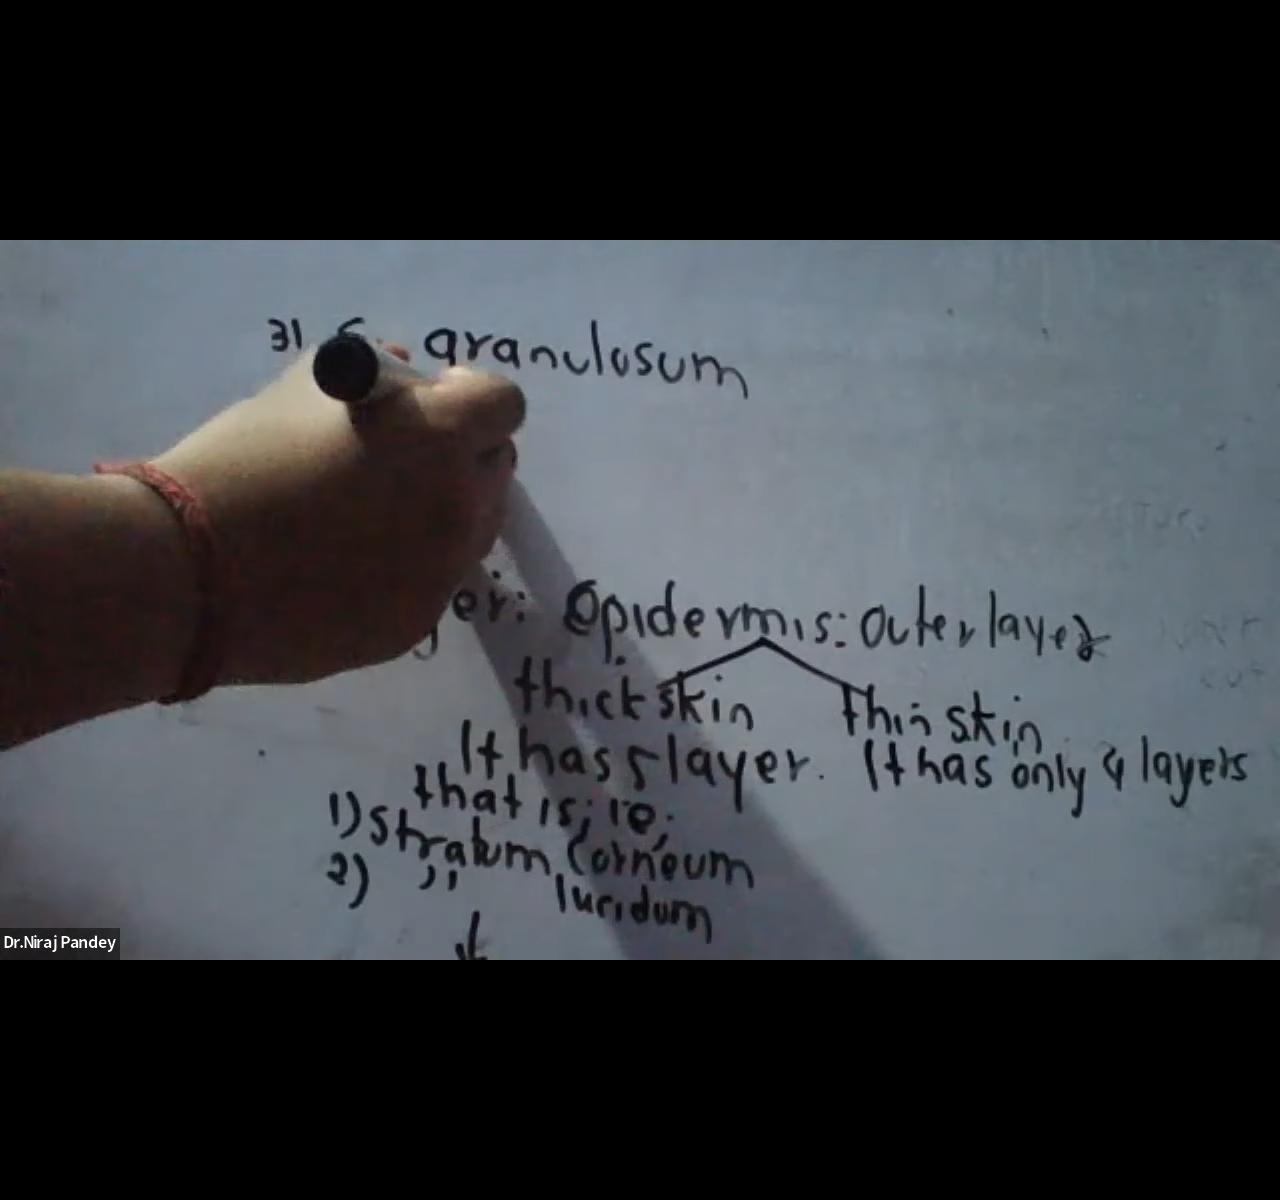 3) S. granulosum
er: Epidermis: Outer layer
thick skin thin skin
It has 5 layer. It has only 4 layers
that is; i.e;
1) Stratum Corneum
2) ,, lucidum
Dr.Niraj Pandey